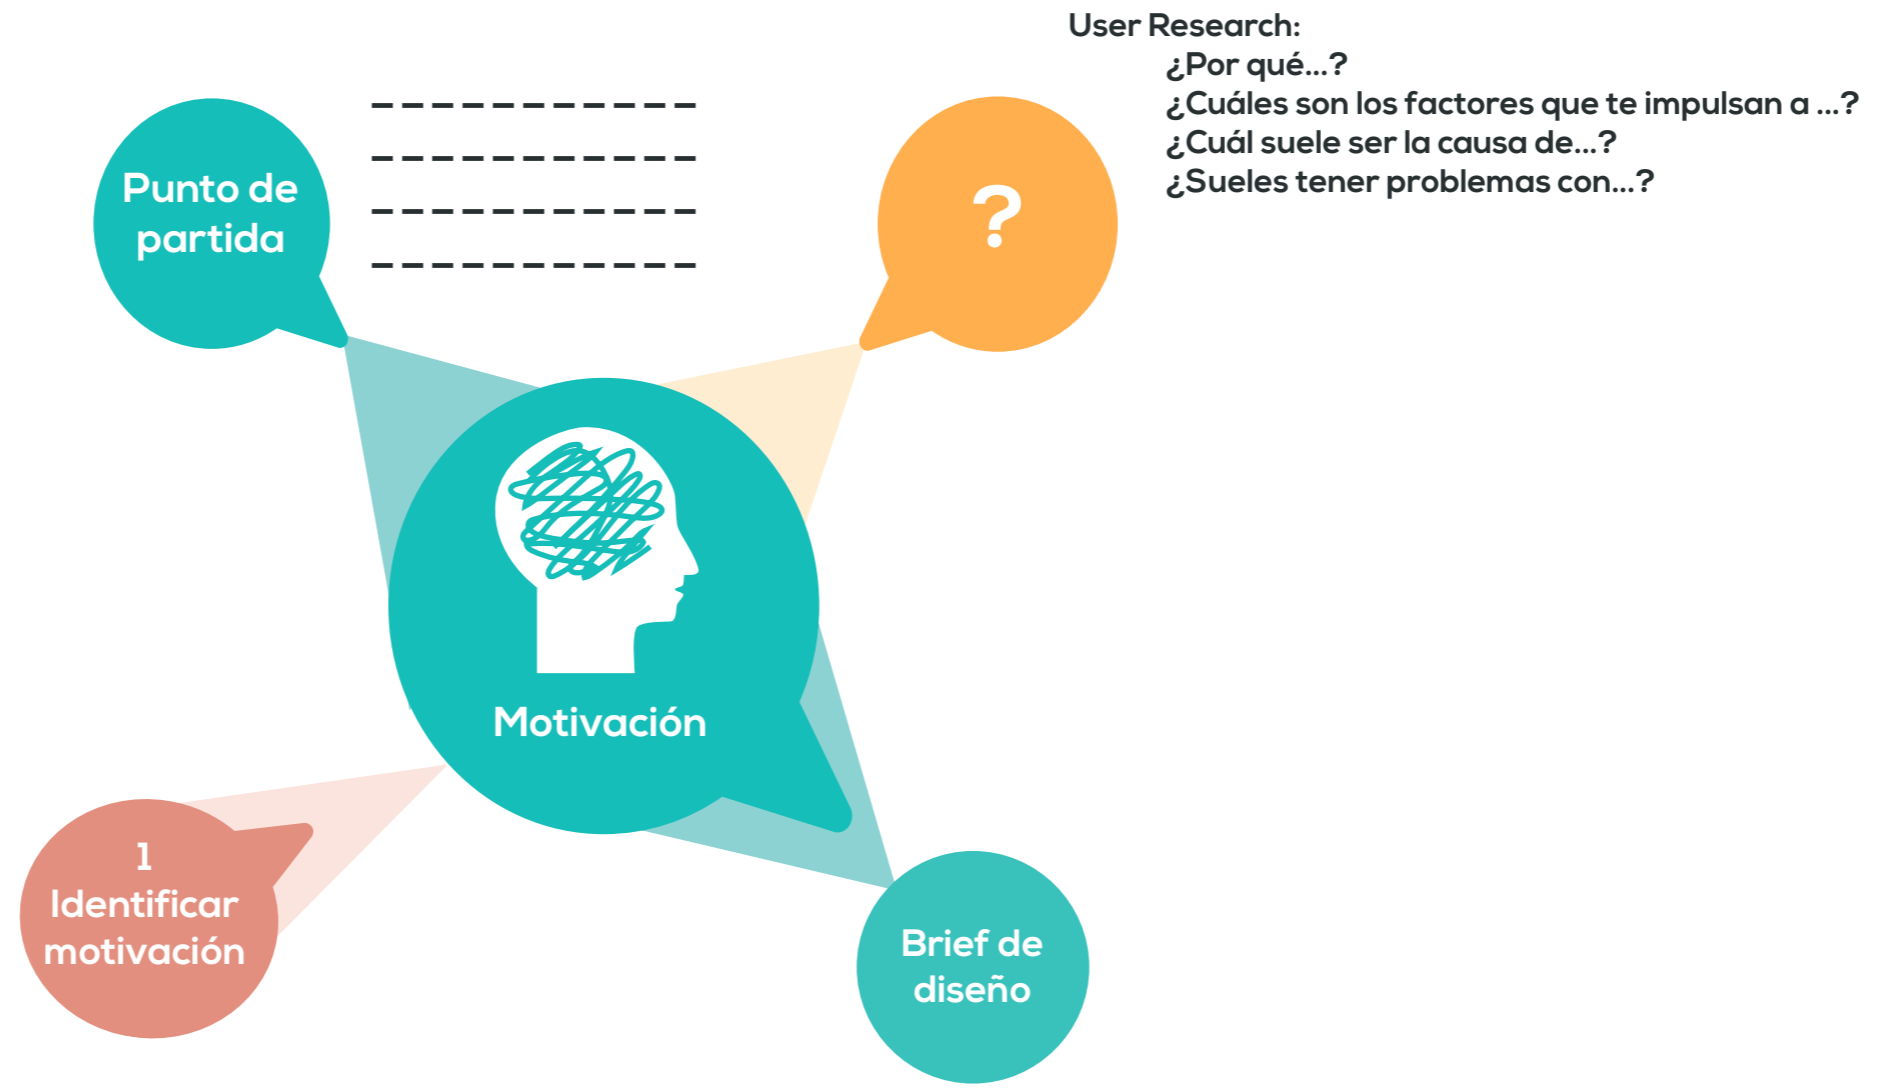 User Research:
¿Por qué...?
¿Cuáles son los factores que te impulsan a ...?
¿Cuál suele ser la causa de...?
¿Sueles tener problemas con...?
Punto de
partida
?
Motivación
1
Identificar
motivación
Brief de
diseño